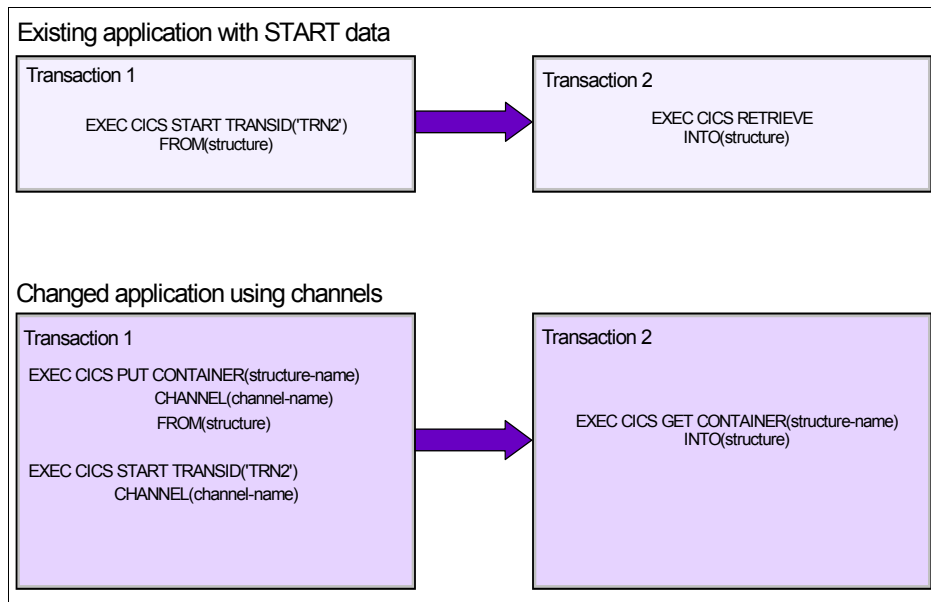 Existing application with START data
Transaction 1
EXEC CICS START TRANSID('TRN2')
FROM(structure)
Transaction 2
EXEC CICS RETRIEVE
INTO(structure)
Changed application using channels
Transaction 1
EXEC CICS PUT CONTAINER(structure-name)
CHANNEL(channel-name)
FROM(structure)
EXEC CICS START TRANSID('TRN2')
CHANNEL(channel-name)
Transaction 2
EXEC CICS GET CONTAINER(structure-name)
INTO(structure)